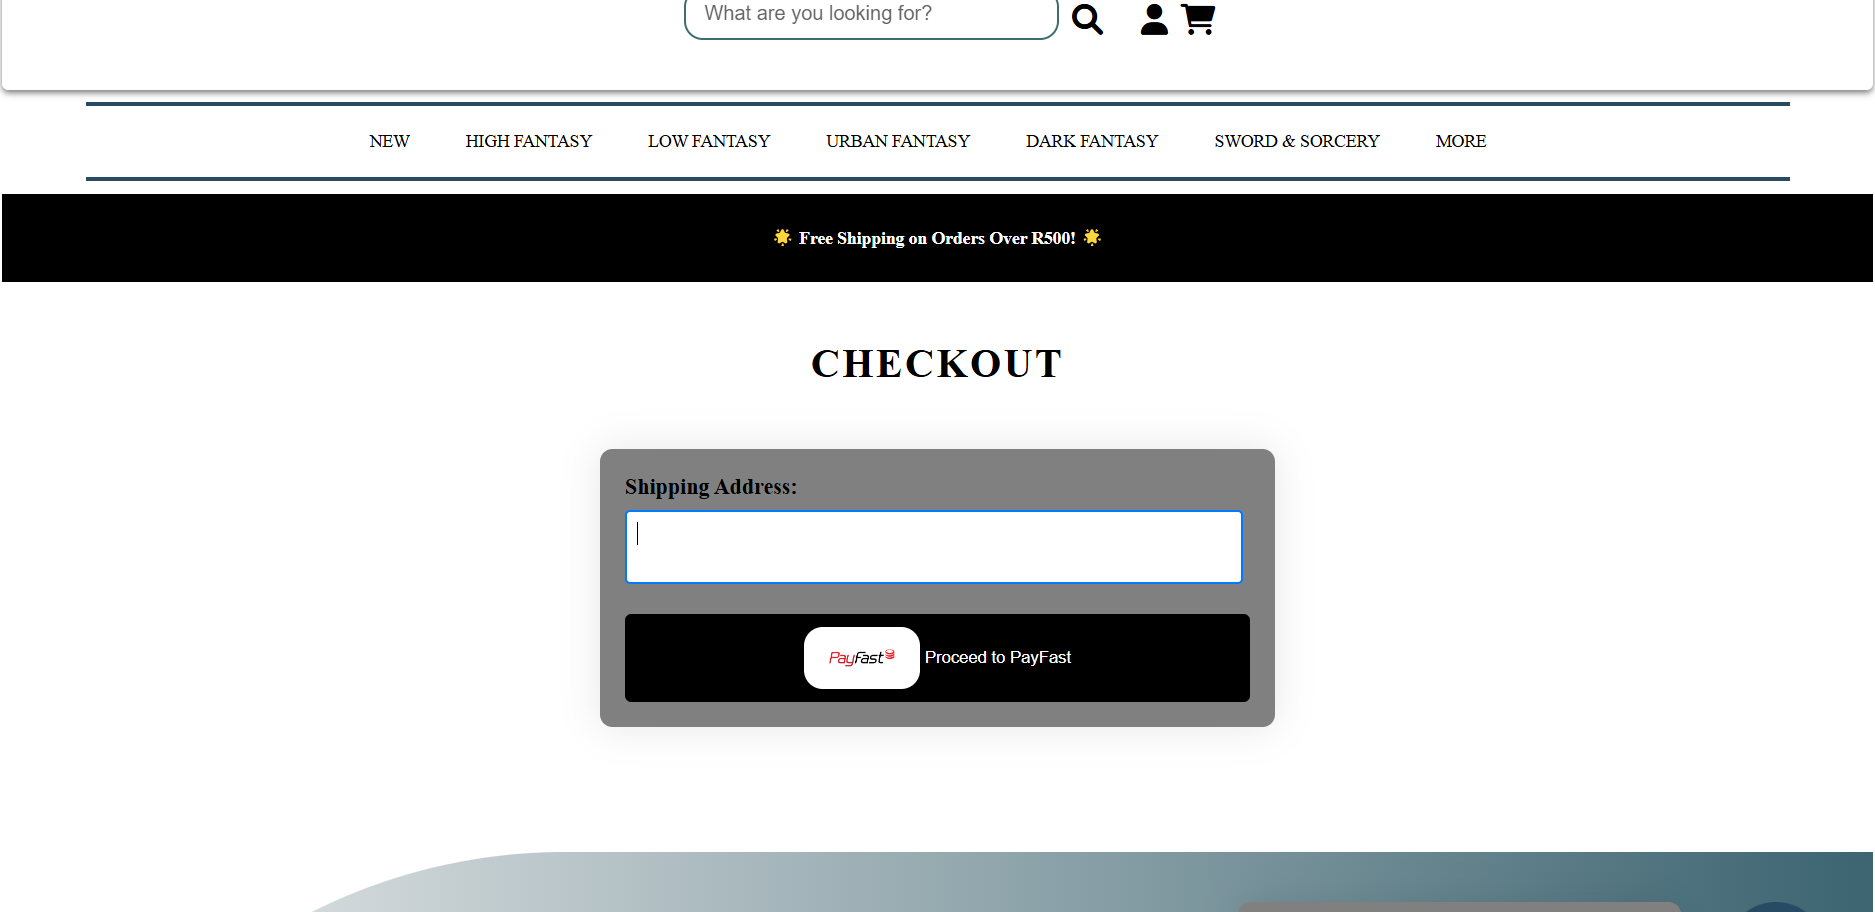 What are you looking for?
NEW HIGH FANTASY LOW FANTASY URBAN FANTASY DARK FANTASY SWORD & SORCERY MORE
🌟 Free Shipping on Orders Over R500! 🌟
CHECKOUT
Shipping Address:
PayFast Proceed to PayFast